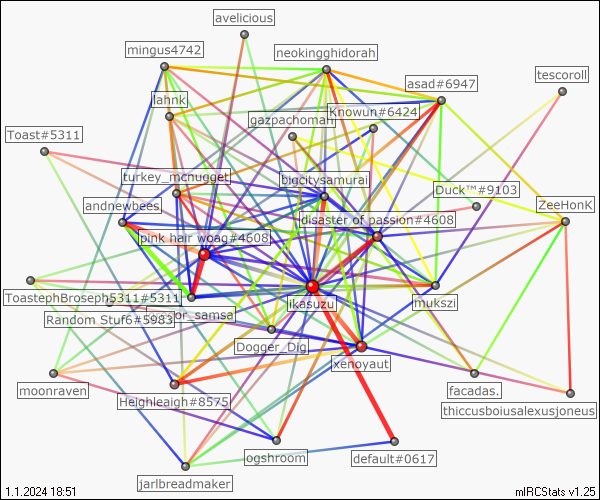 avelicious
mingus4742
neokingghidorah
tescoroll
asad#6947
lahnk
Knowun#6424
gazpachoman
Toast#5311
turkey_mcnugget
bigcitysamurai
Duck™#9103
andnewbees
ZeeHonK
disaster of passion#4608
pink hair woag#4608
ToastephBroseph5311#5311
ikasuzu
mukszi
Random Stuf6#5983
or_samsa
Dogger_Dig
xenoyaut
moonraven
Heighleaigh#8575
facadas.
thiccusboiusalexusjoneus
ogshroom
default#0617
jarlbreadmaker
1.1.2024 18:51
mIRCStats v1.25